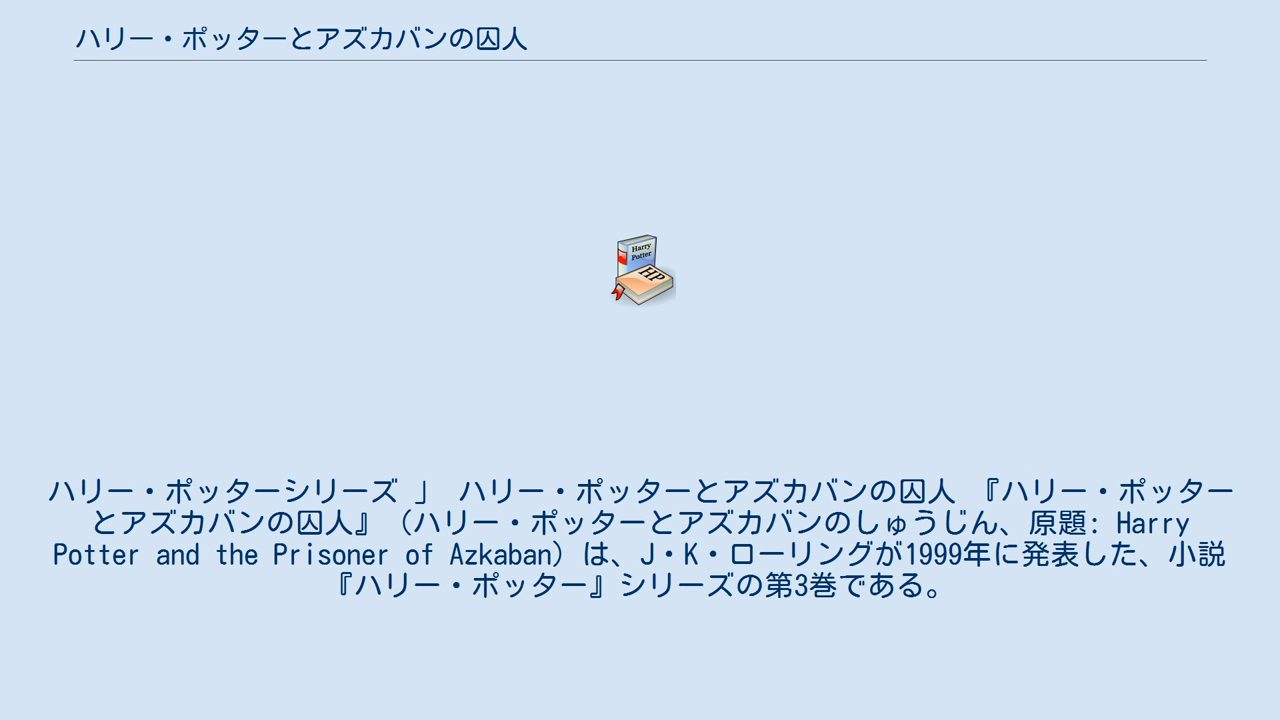 ハリー・ポッターとアズカバンの囚人
Harry
Potter
HP
ハリー・ポッターシリーズ 」 ハリー・ポッターとアズカバンの囚人 『ハリー・ポッター
とアズカバンの囚人』（ハリー・ポッターとアズカバンのしゅうじん、原題: Harry
Potter and the Prisoner of Azkaban）は、J・K・ローリングが1999年に発表した、小説
『ハリー・ポッター』シリーズの第3巻である。